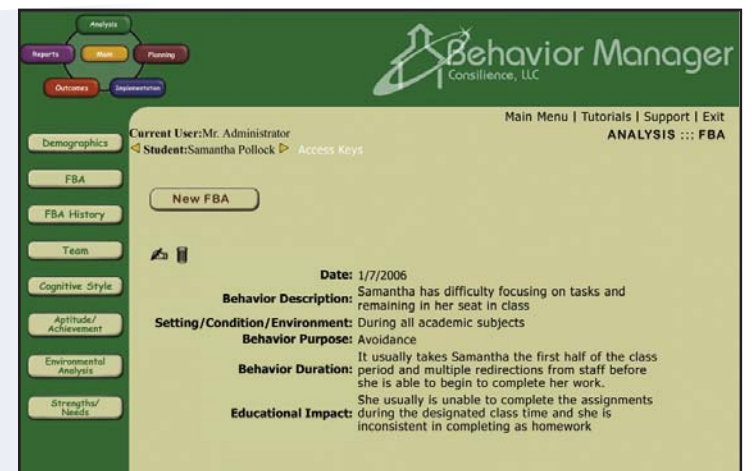 Analysis
Reports
Main
Planning
Outcomes
Implementation
Behavior Manager
Consilience, LLC
Main Menu | Tutorials | Support | Exit
ANALYSIS ::: FBA
Current User:Mr. Administrator
Student:Samantha Pollock
Access Keys
Demographics
FBA
FBA History
Team
Cognitive Style
Aptitude/
Achievement
Environmental
Analysis
Strengths/
Needs
New FBA
Date: 1/7/2006
Behavior Description: Samantha has difficulty focusing on tasks and
remaining in her seat in class
Setting/Condition/Environment: During all academic subjects
Behavior Purpose: Avoidance
It usually takes Samantha the first half of the class
Behavior Duration: period and multiple redirections from staff before
she is able to begin to complete her work.
She usually is unable to complete the assignments
Educational Impact: during the designated class time and she is
inconsistent in completing as homework